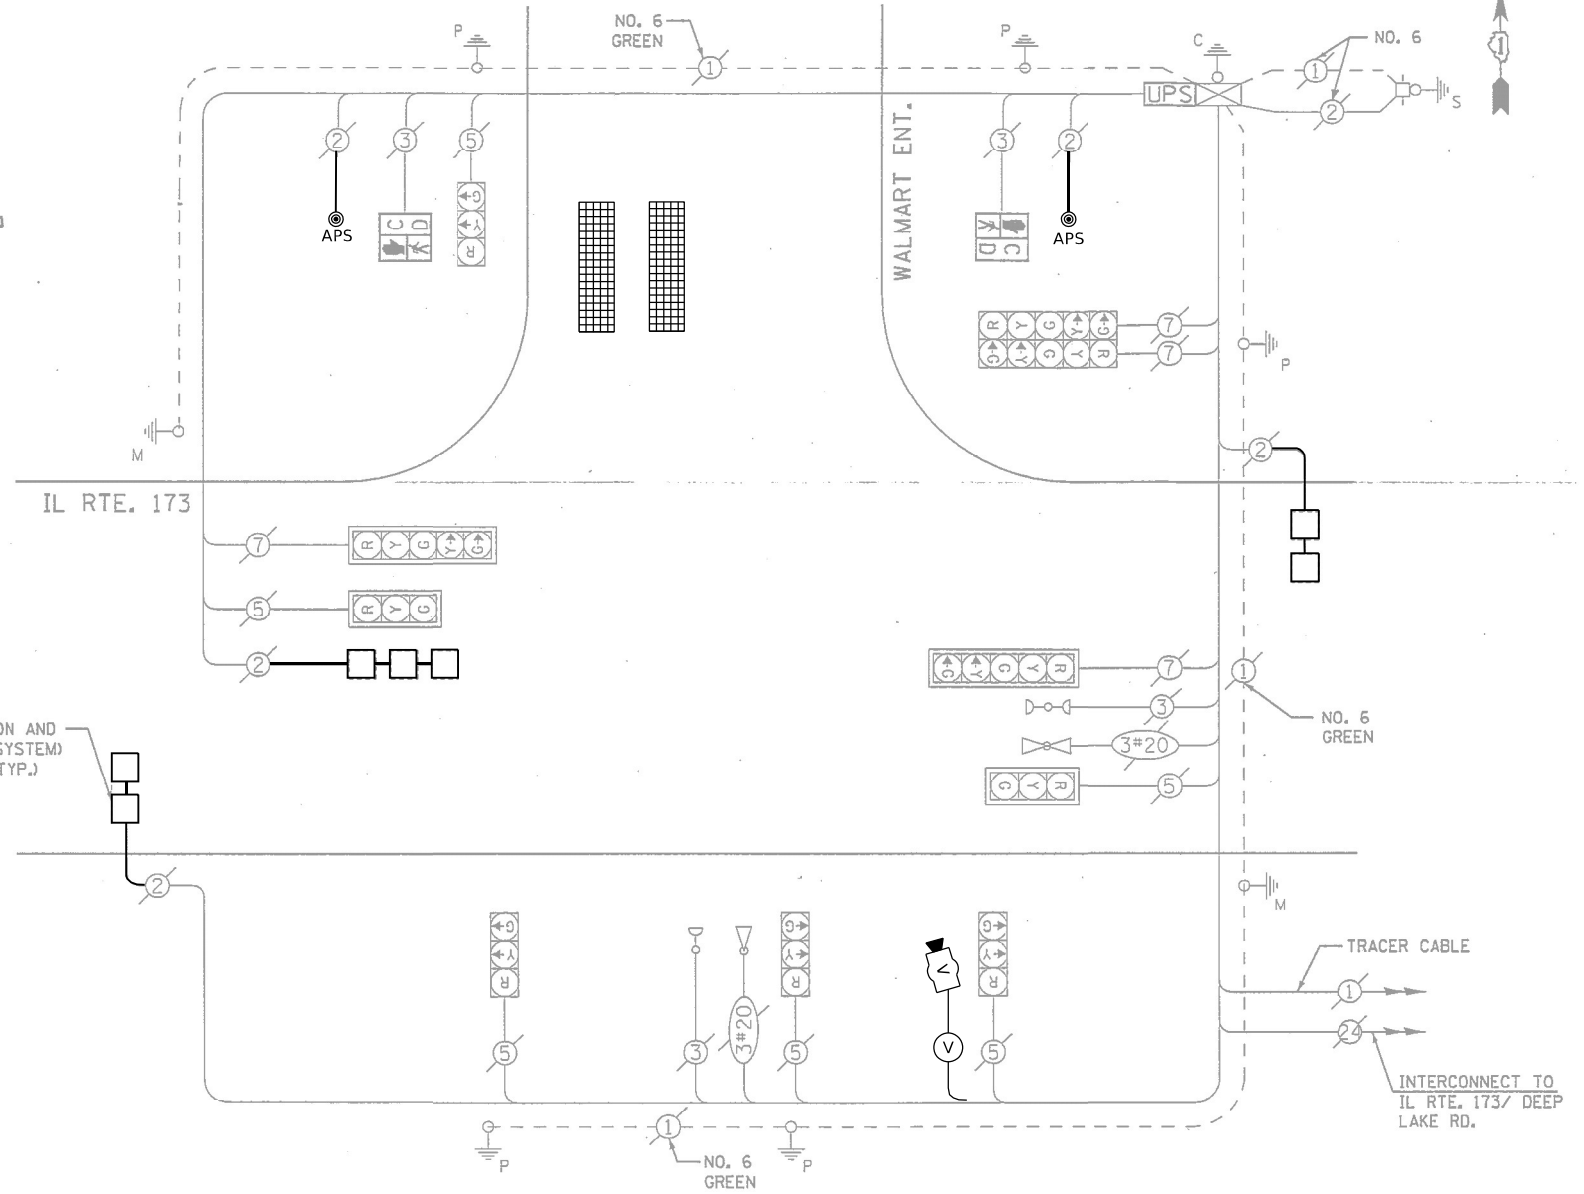 NO. 6
GREEN
P
1
P
C
1
NO. 6
UPS
2
S
1
2
3
5
3
2
WALMART ENT.
APS
C D
G
Y
R
C
D
APS
R Y G Y G
7
G Y G Y R
7
P
M
2
IL RTE. 173
7
R Y G Y G
5
R Y G
2
G Y G Y R
7
1
3
NO. 6
GREEN
3#20
G Y R
5
ON AND
SYSTEM)
TYP.)
2
M
G
Y
R
G
Y
R
G
Y
R
V
TRACER CABLE
1
3#20
24
5
3
5
V
5
INTERCONNECT TO
IL RTE. 173/ DEEP
LAKE RD.
1
P
NO. 6
GREEN
P